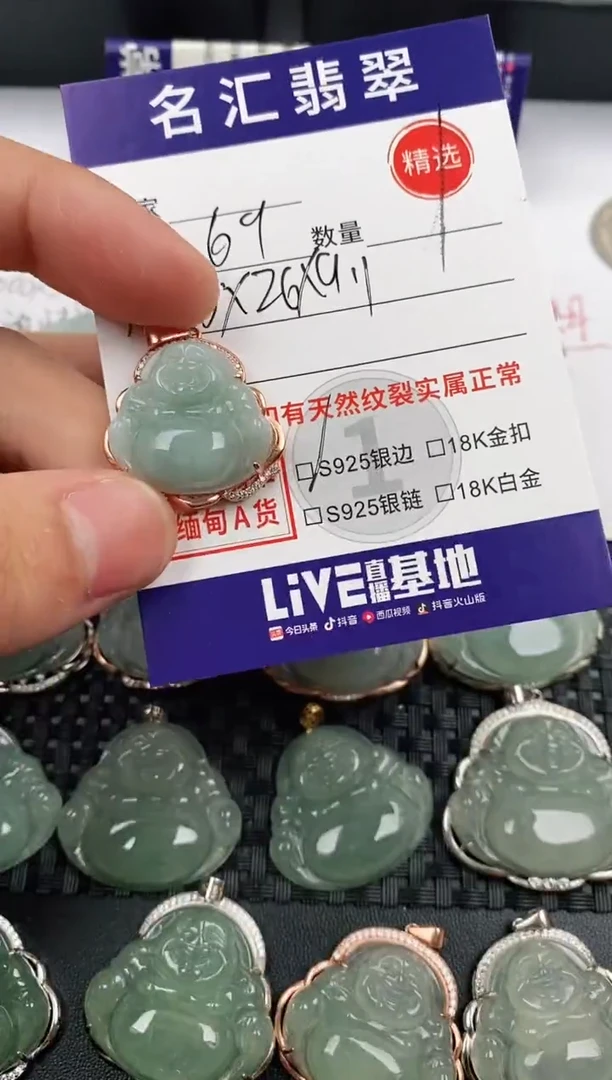 名汇翡翠
精选
家
69 数量
X26X9.1
如有天然纹裂实属正常
□S925银边 □18K金扣
1
缅甸A货
□S925银链 □18K白金
LiVE直播基地
今日头条 抖音 西瓜视频 抖音火山版